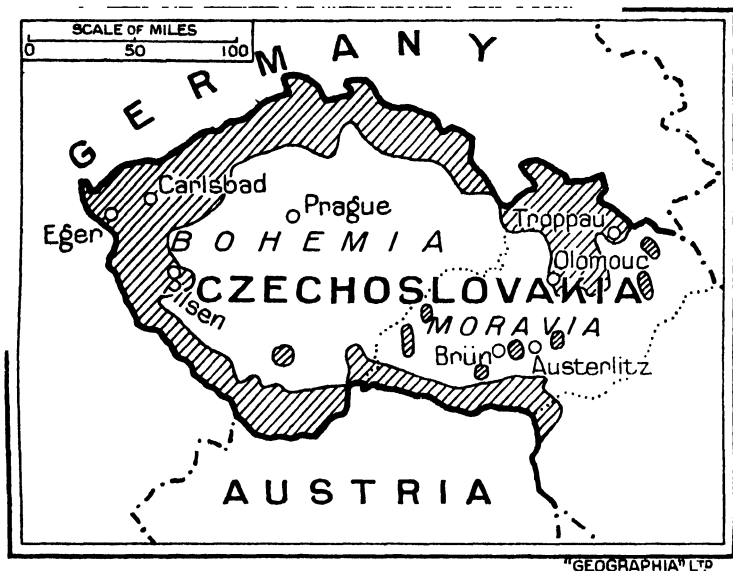 SCALE OF MILES
0 50 100
GERMANY
Carlsbad
Eger
Prague
BOHEMIA
Troppau
Olomouc
Pilsen
CZECHOSLOVAKIA
MORAVIA
Brün
Austerlitz
AUSTRIA
"GEOGRAPHIA" LTD